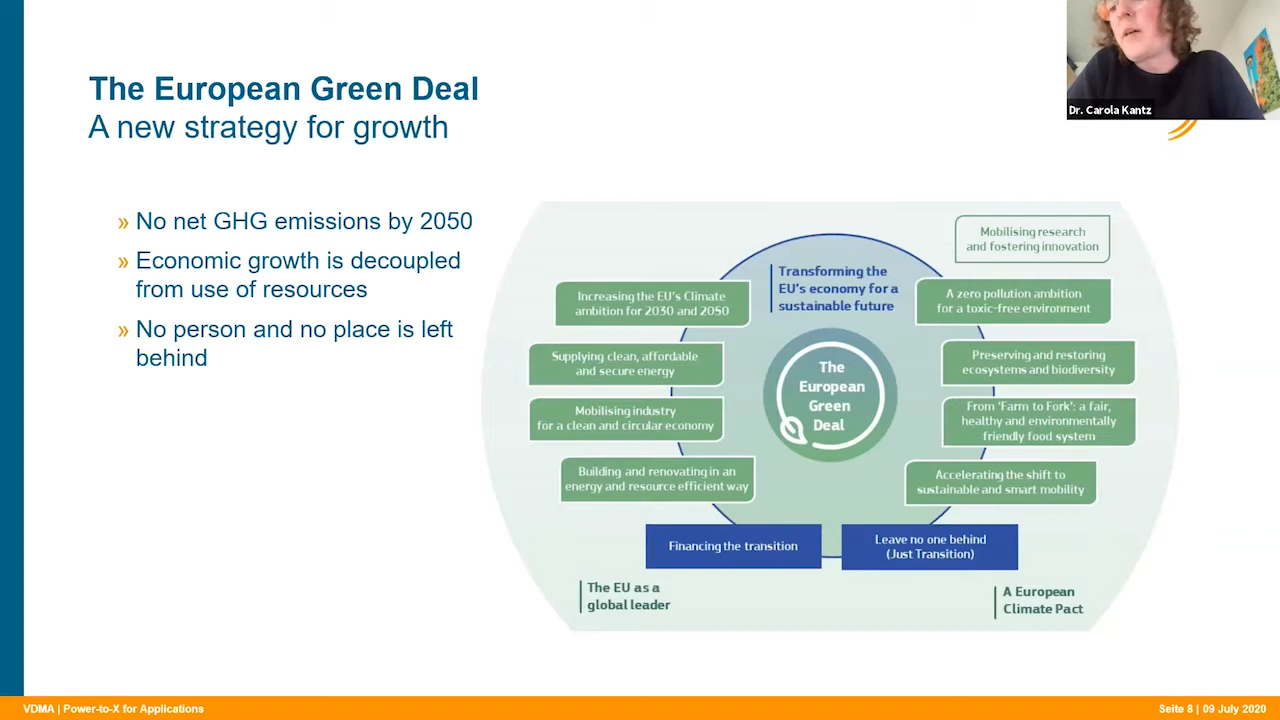 The European Green Deal
A new strategy for growth
Dr. Carola Kantz
» No net GHG emissions by 2050
» Economic growth is decoupled
from use of resources
» No person and no place is left
behind
Mobilising research
and fostering innovation
Transforming the
EU's economy for a
sustainable future
Increasing the EU's Climate
ambition for 2030 and 2050
A zero pollution ambition
for a toxic-free environment
Supplying clean, affordable
and secure energy
Preserving and restoring
ecosystems and biodiversity
The
European
Green
Deal
Mobilising industry
for a clean and circular economy
From 'Farm to Fork': a fair,
healthy and environmentally
friendly food system
Building and renovating in an
energy and resource efficient way
Accelerating the shift to
sustainable and smart mobility
Financing the transition
Leave no one behind
(Just Transition)
The EU as a
global leader
A European
Climate Pact
VDMA | Power-to-X for Applications
Seite 8 | 09 July 2020